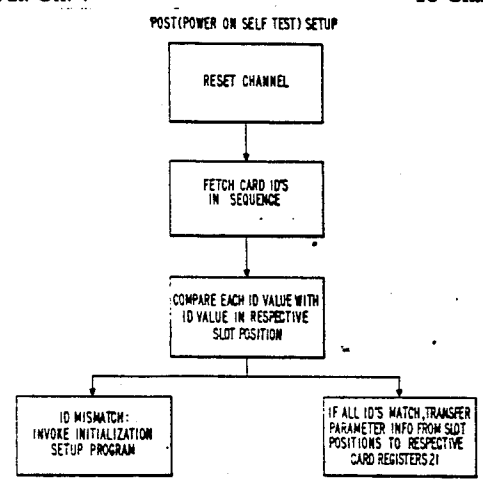 POST(POWER ON SELF TEST) SETUP
RESET CHANNEL
FETCH CARD ID'S
IN SEQUENCE
COMPARE EACH ID VALUE WITH
ID VALUE IN RESPECTIVE
SLOT POSITION
ID MISMATCH:
INVOKE INITIALIZATION
SETUP PROGRAM
IF ALL ID'S MATCH, TRANSFER
PARAMETER INFO FROM SLOT
POSITIONS TO RESPECTIVE
CARD REGISTERS 21